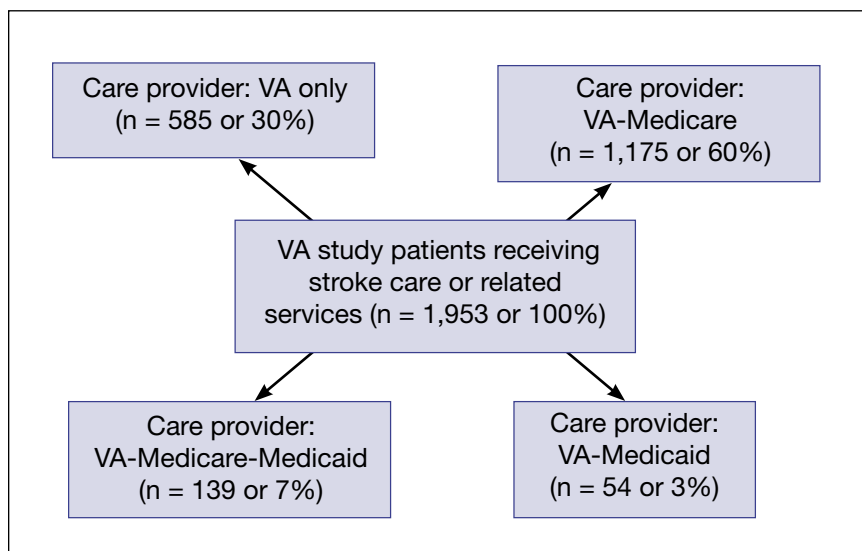 Care provider: VA only
(n = 585 or 30%)
Care provider:
VA-Medicare
(n = 1,175 or 60%)
VA study patients receiving
stroke care or related
services (n = 1,953 or 100%)
Care provider:
VA-Medicare-Medicaid
(n = 139 or 7%)
Care provider:
VA-Medicaid
(n = 54 or 3%)